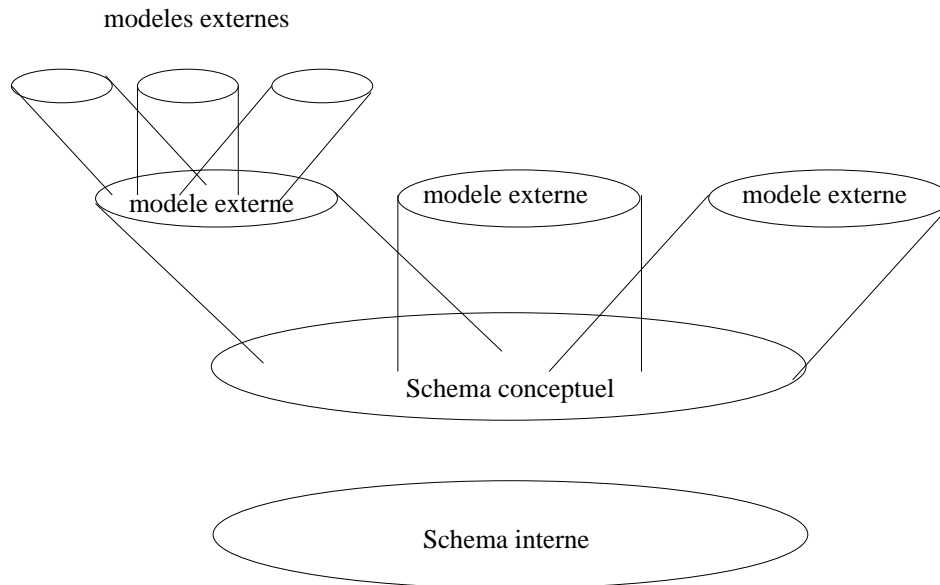 modeles externes
modele externe
modele externe
modele externe
Schema conceptuel
Schema interne